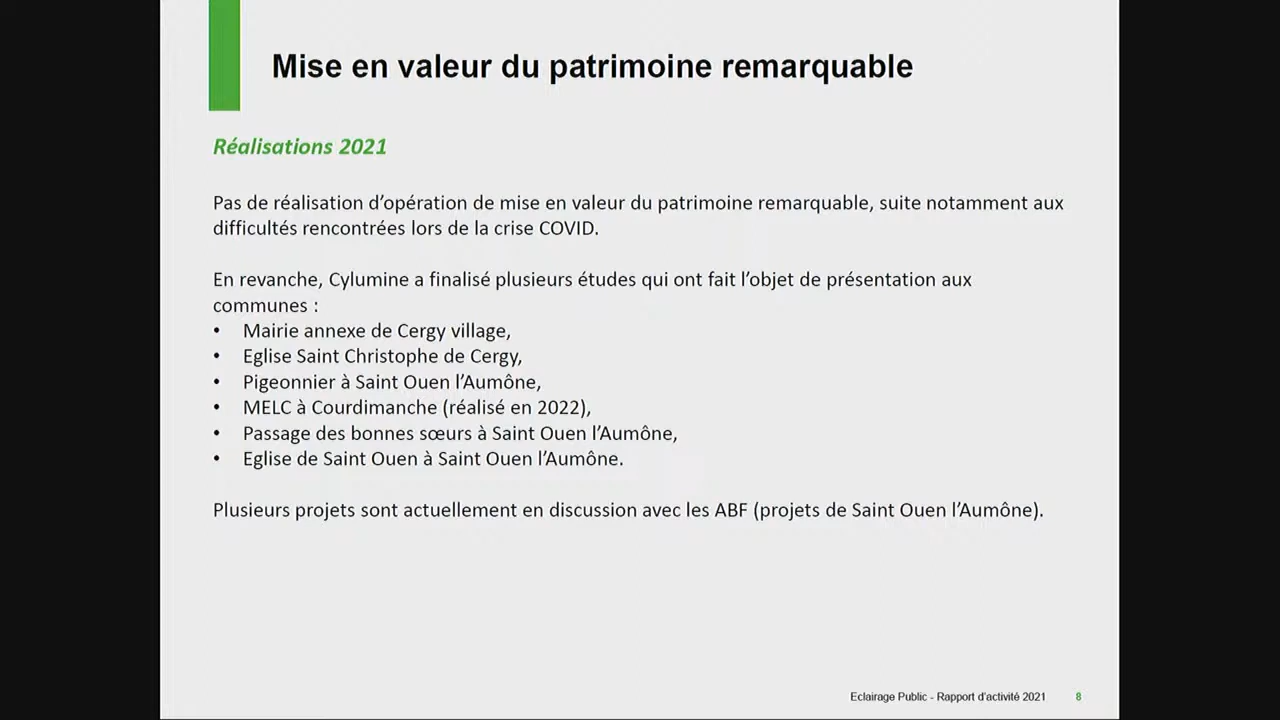 Mise en valeur du patrimoine remarquable
Réalisations 2021
Pas de réalisation d’opération de mise en valeur du patrimoine remarquable, suite notamment aux
difficultés rencontrées lors de la crise COVID.
En revanche, Cylumine a finalisé plusieurs études qui ont fait l’objet de présentation aux
communes :
• Mairie annexe de Cergy village,
• Eglise Saint Christophe de Cergy,
• Pigeonnier à Saint Ouen l’Aumône,
• MELC à Courdimanche (réalisé en 2022),
• Passage des bonnes sœurs à Saint Ouen l’Aumône,
• Eglise de Saint Ouen à Saint Ouen l’Aumône.
Plusieurs projets sont actuellement en discussion avec les ABF (projets de Saint Ouen l’Aumône).
Eclairage Public - Rapport d’activité 2021 8